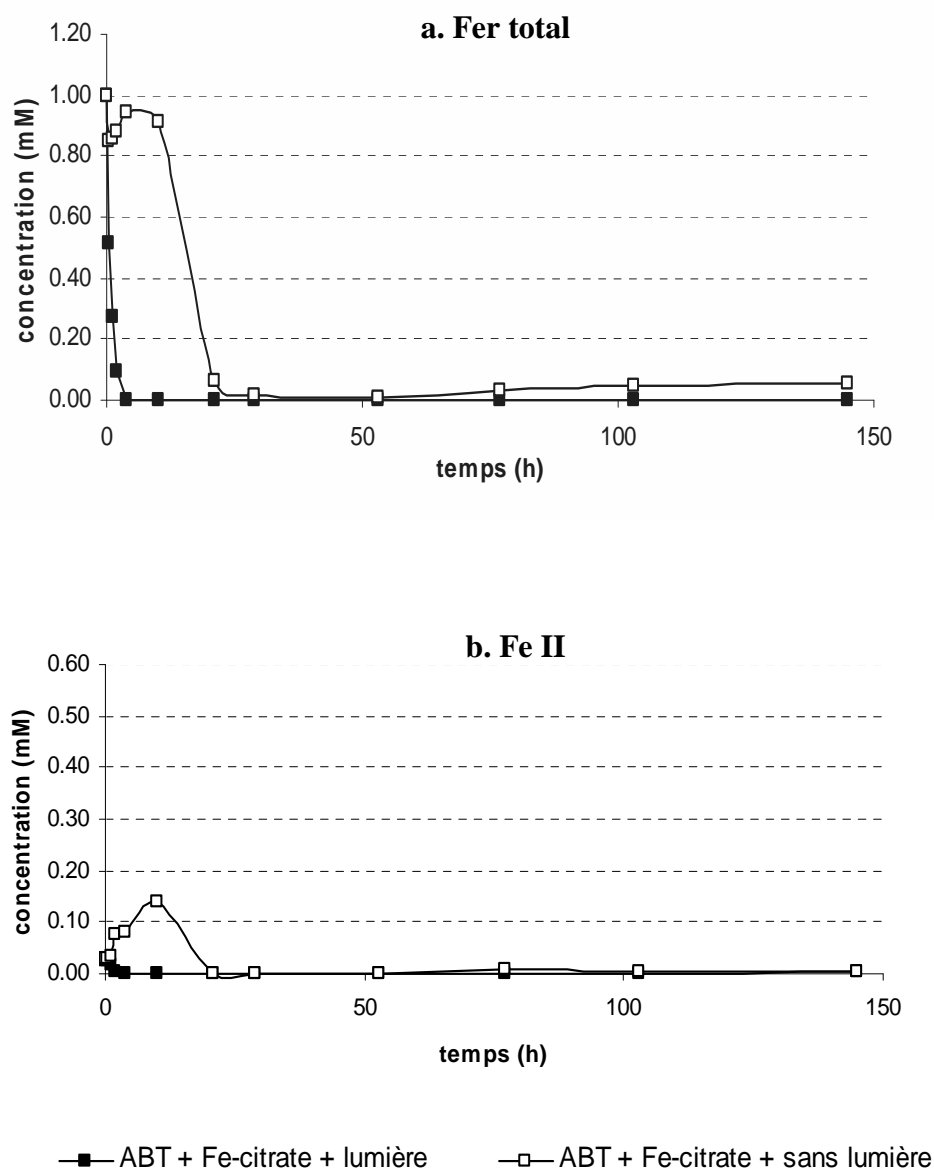 a. Fer total
1.20
1.00
0.80
0.60
0.40
0.20
0.00
concentration (mM)
0 50 100 150
temps (h)
b. Fe II
0.60
0.50
0.40
0.30
0.20
0.10
0.00
concentration (mM)
0 50 100 150
temps (h)
ABT + Fe-citrate + lumière ABT + Fe-citrate + sans lumière